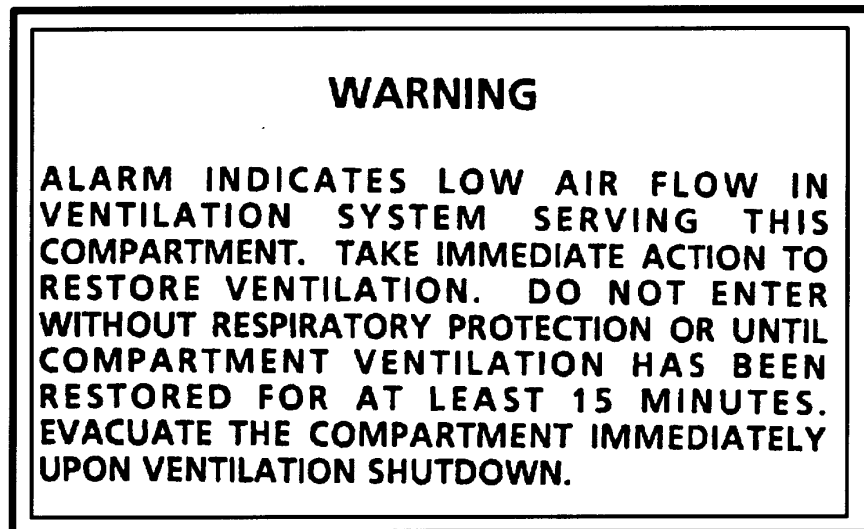 WARNING
ALARM INDICATES LOW AIR FLOW IN
VENTILATION SYSTEM SERVING THIS
COMPARTMENT. TAKE IMMEDIATE ACTION TO
RESTORE VENTILATION. DO NOT ENTER
WITHOUT RESPIRATORY PROTECTION OR UNTIL
COMPARTMENT VENTILATION HAS BEEN
RESTORED FOR AT LEAST 15 MINUTES.
EVACUATE THE COMPARTMENT IMMEDIATELY
UPON VENTILATION SHUTDOWN.